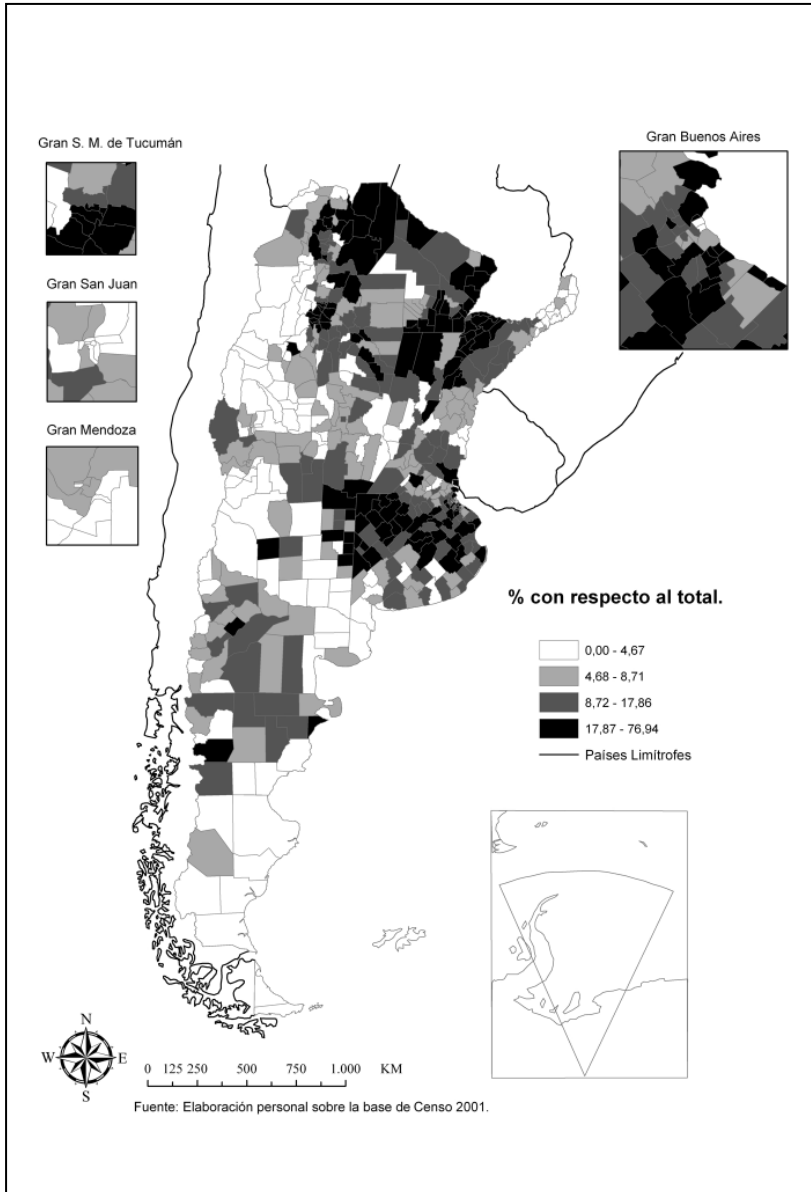 Gran S. M. de Tucumán
Gran Buenos Aires
Gran San Juan
Gran Mendoza
% con respecto al total.
0,00 - 4,67
4,68 - 8,71
8,72 - 17,86
17,87 - 76,94
Países Limítrofes
N
W E
S
0 125 250 500 750 1.000 KM
Fuente: Elaboración personal sobre la base de Censo 2001.